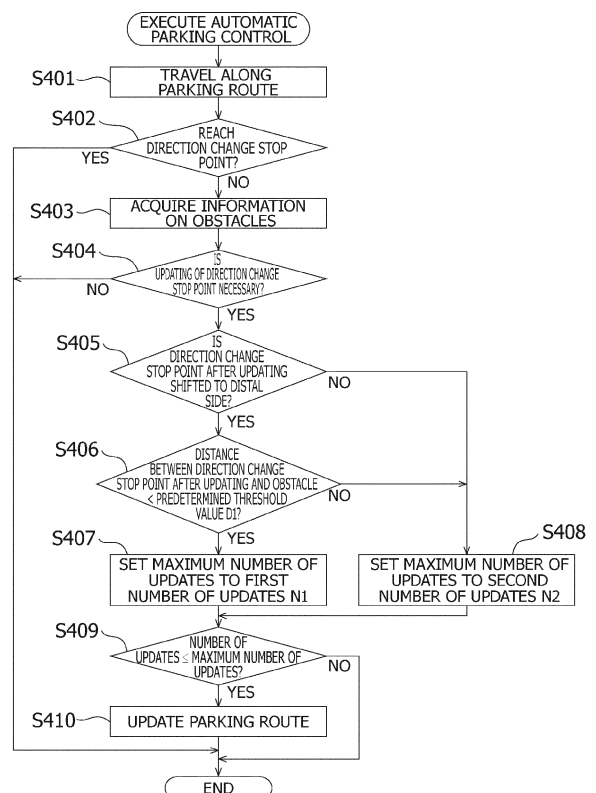 EXECUTE AUTOMATIC
PARKING CONTROL
S401
TRAVEL ALONG
PARKING ROUTE
S402
REACH
DIRECTION CHANGE STOP
POINT?
YES
NO
S403
ACQUIRE INFORMATION
ON OBSTACLES
S404
IS
UPDATING OF DIRECTION CHANGE
STOP POINT NECESSARY?
NO
YES
S405
IS
DIRECTION CHANGE
STOP POINT AFTER UPDATING
SHIFTED TO DISTAL
SIDE?
NO
YES
S406
DISTANCE
BETWEEN DIRECTION CHANGE
STOP POINT AFTER UPDATING AND OBSTACLE
< PREDETERMINED THRESHOLD
VALUE D1?
NO
YES
S407
SET MAXIMUM NUMBER OF
UPDATES TO FIRST
NUMBER OF UPDATES N1
S408
SET MAXIMUM NUMBER OF
UPDATES TO SECOND
NUMBER OF UPDATES N2
S409
NUMBER OF
UPDATES ≤ MAXIMUM NUMBER OF
UPDATES?
NO
YES
S410
UPDATE PARKING ROUTE
END